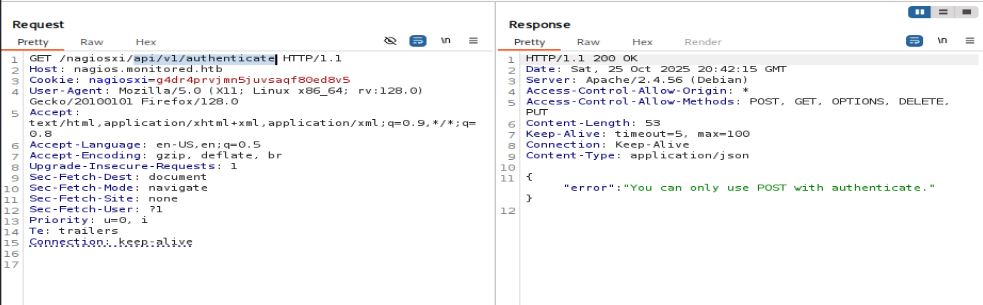 Request
Pretty Raw Hex
\n
1 GET /nagiosxi/api/v1/authenticate HTTP/1.1
2 Host: nagios.monitored.htb
3 Cookie: nagiosxi=g4dr4prvjmn5juvsaqf80ed8v5
4 User-Agent: Mozilla/5.0 (X11; Linux x86_64; rv:128.0)
Gecko/20100101 Firefox/128.0
5 Accept:
text/html,application/xhtml+xml,application/xml;q=0.9,*/*;q=
0.8
6 Accept-Language: en-US,en;q=0.5
7 Accept-Encoding: gzip, deflate, br
8 Upgrade-Insecure-Requests: 1
9 Sec-Fetch-Dest: document
10 Sec-Fetch-Mode: navigate
11 Sec-Fetch-Site: none
12 Sec-Fetch-User: ?1
13 Priority: u=0, i
14 Te: trailers
15 Connection: keep-alive
16
17
Response
Pretty Raw Hex Render
\n
1 HTTP/1.1 200 OK
2 Date: Sat, 25 Oct 2025 20:42:15 GMT
3 Server: Apache/2.4.56 (Debian)
4 Access-Control-Allow-Origin: *
5 Access-Control-Allow-Methods: POST, GET, OPTIONS, DELETE,
PUT
6 Content-Length: 53
7 Keep-Alive: timeout=5, max=100
8 Connection: Keep-Alive
9 Content-Type: application/json
10
11 {
"error":"You can only use POST with authenticate."
}
12